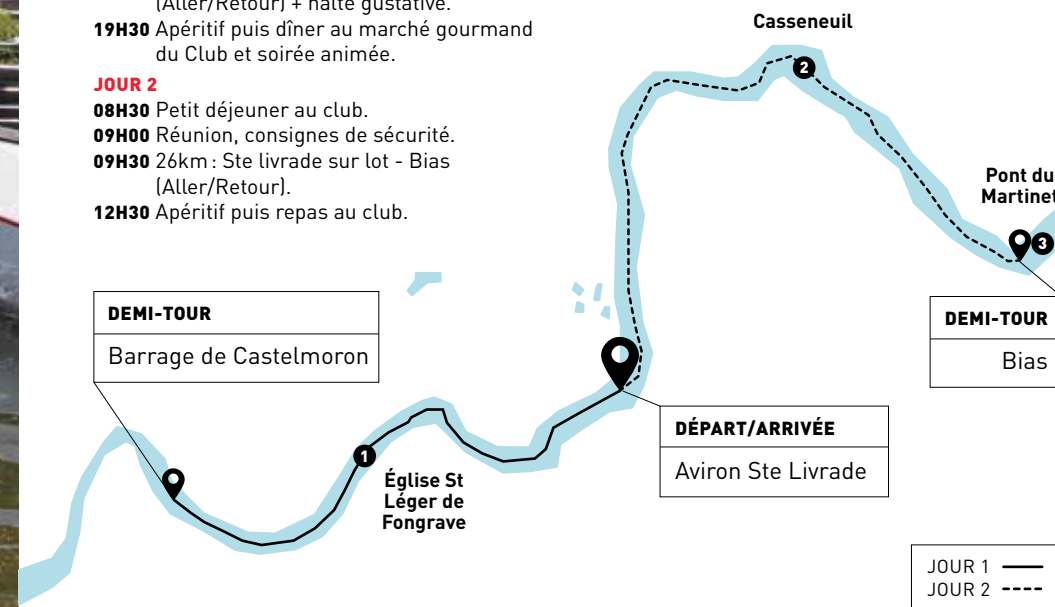 (Aller/Retour) + halte gustative.
19H30 Apéritif puis dîner au marché gourmand
du Club et soirée animée.
JOUR 2
08H30 Petit déjeuner au club.
09H00 Réunion, consignes de sécurité.
09H30 26km : Ste livrade sur lot - Bias
(Aller/Retour).
12H30 Apéritif puis repas au club.
Casseneuil
2
Pont du
Martinet
3
DEMI-TOUR
Bias
DEMI-TOUR
Barrage de Castelmoron
1
Église St
Léger de
Fongrave
DÉPART/ARRIVÉE
Aviron Ste Livrade
JOUR 1
JOUR 2